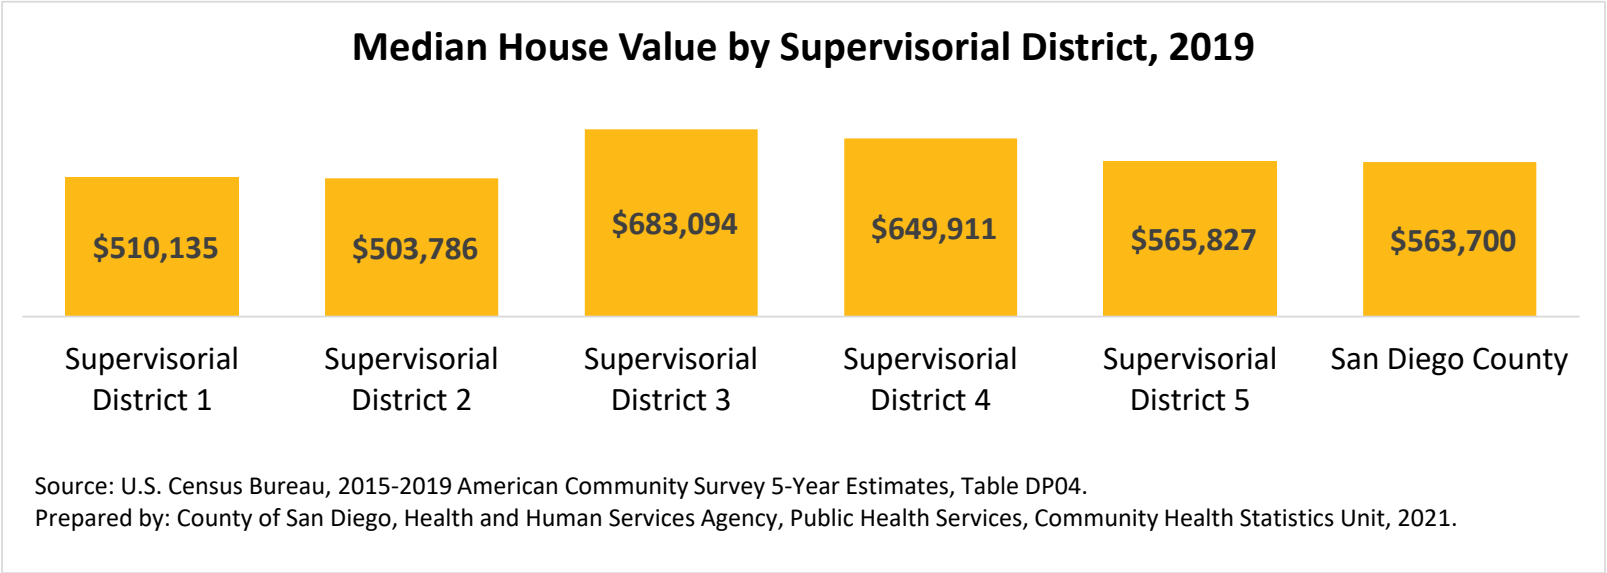 Median House Value by Supervisorial District, 2019
$510,135
$503,786
$683,094
$649,911
$565,827
$563,700
Supervisorial
District 1
Supervisorial
District 2
Supervisorial
District 3
Supervisorial
District 4
Supervisorial
District 5
San Diego County
Source: U.S. Census Bureau, 2015-2019 American Community Survey 5-Year Estimates, Table DP04.
Prepared by: County of San Diego, Health and Human Services Agency, Public Health Services, Community Health Statistics Unit, 2021.